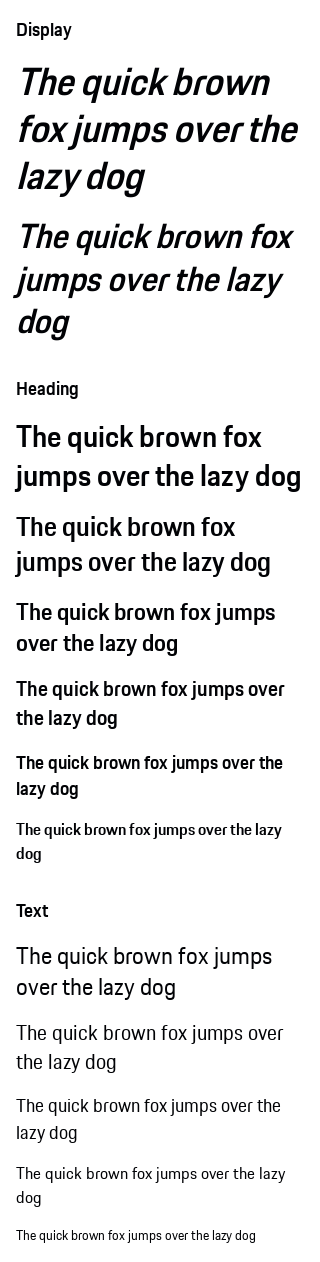 Display
The quick brown
fox jumps over the
lazy dog
The quick brown fox
jumps over the lazy
dog
Heading
The quick brown fox
jumps over the lazy dog
The quick brown fox
jumps over the lazy dog
The quick brown fox jumps
over the lazy dog
The quick brown fox jumps over
the lazy dog
The quick brown fox jumps over the
lazy dog
The quick brown fox jumps over the lazy
dog
Text
The quick brown fox jumps
over the lazy dog
The quick brown fox jumps over
the lazy dog
The quick brown fox jumps over the
lazy dog
The quick brown fox jumps over the lazy
dog
The quick brown fox jumps over the lazy dog